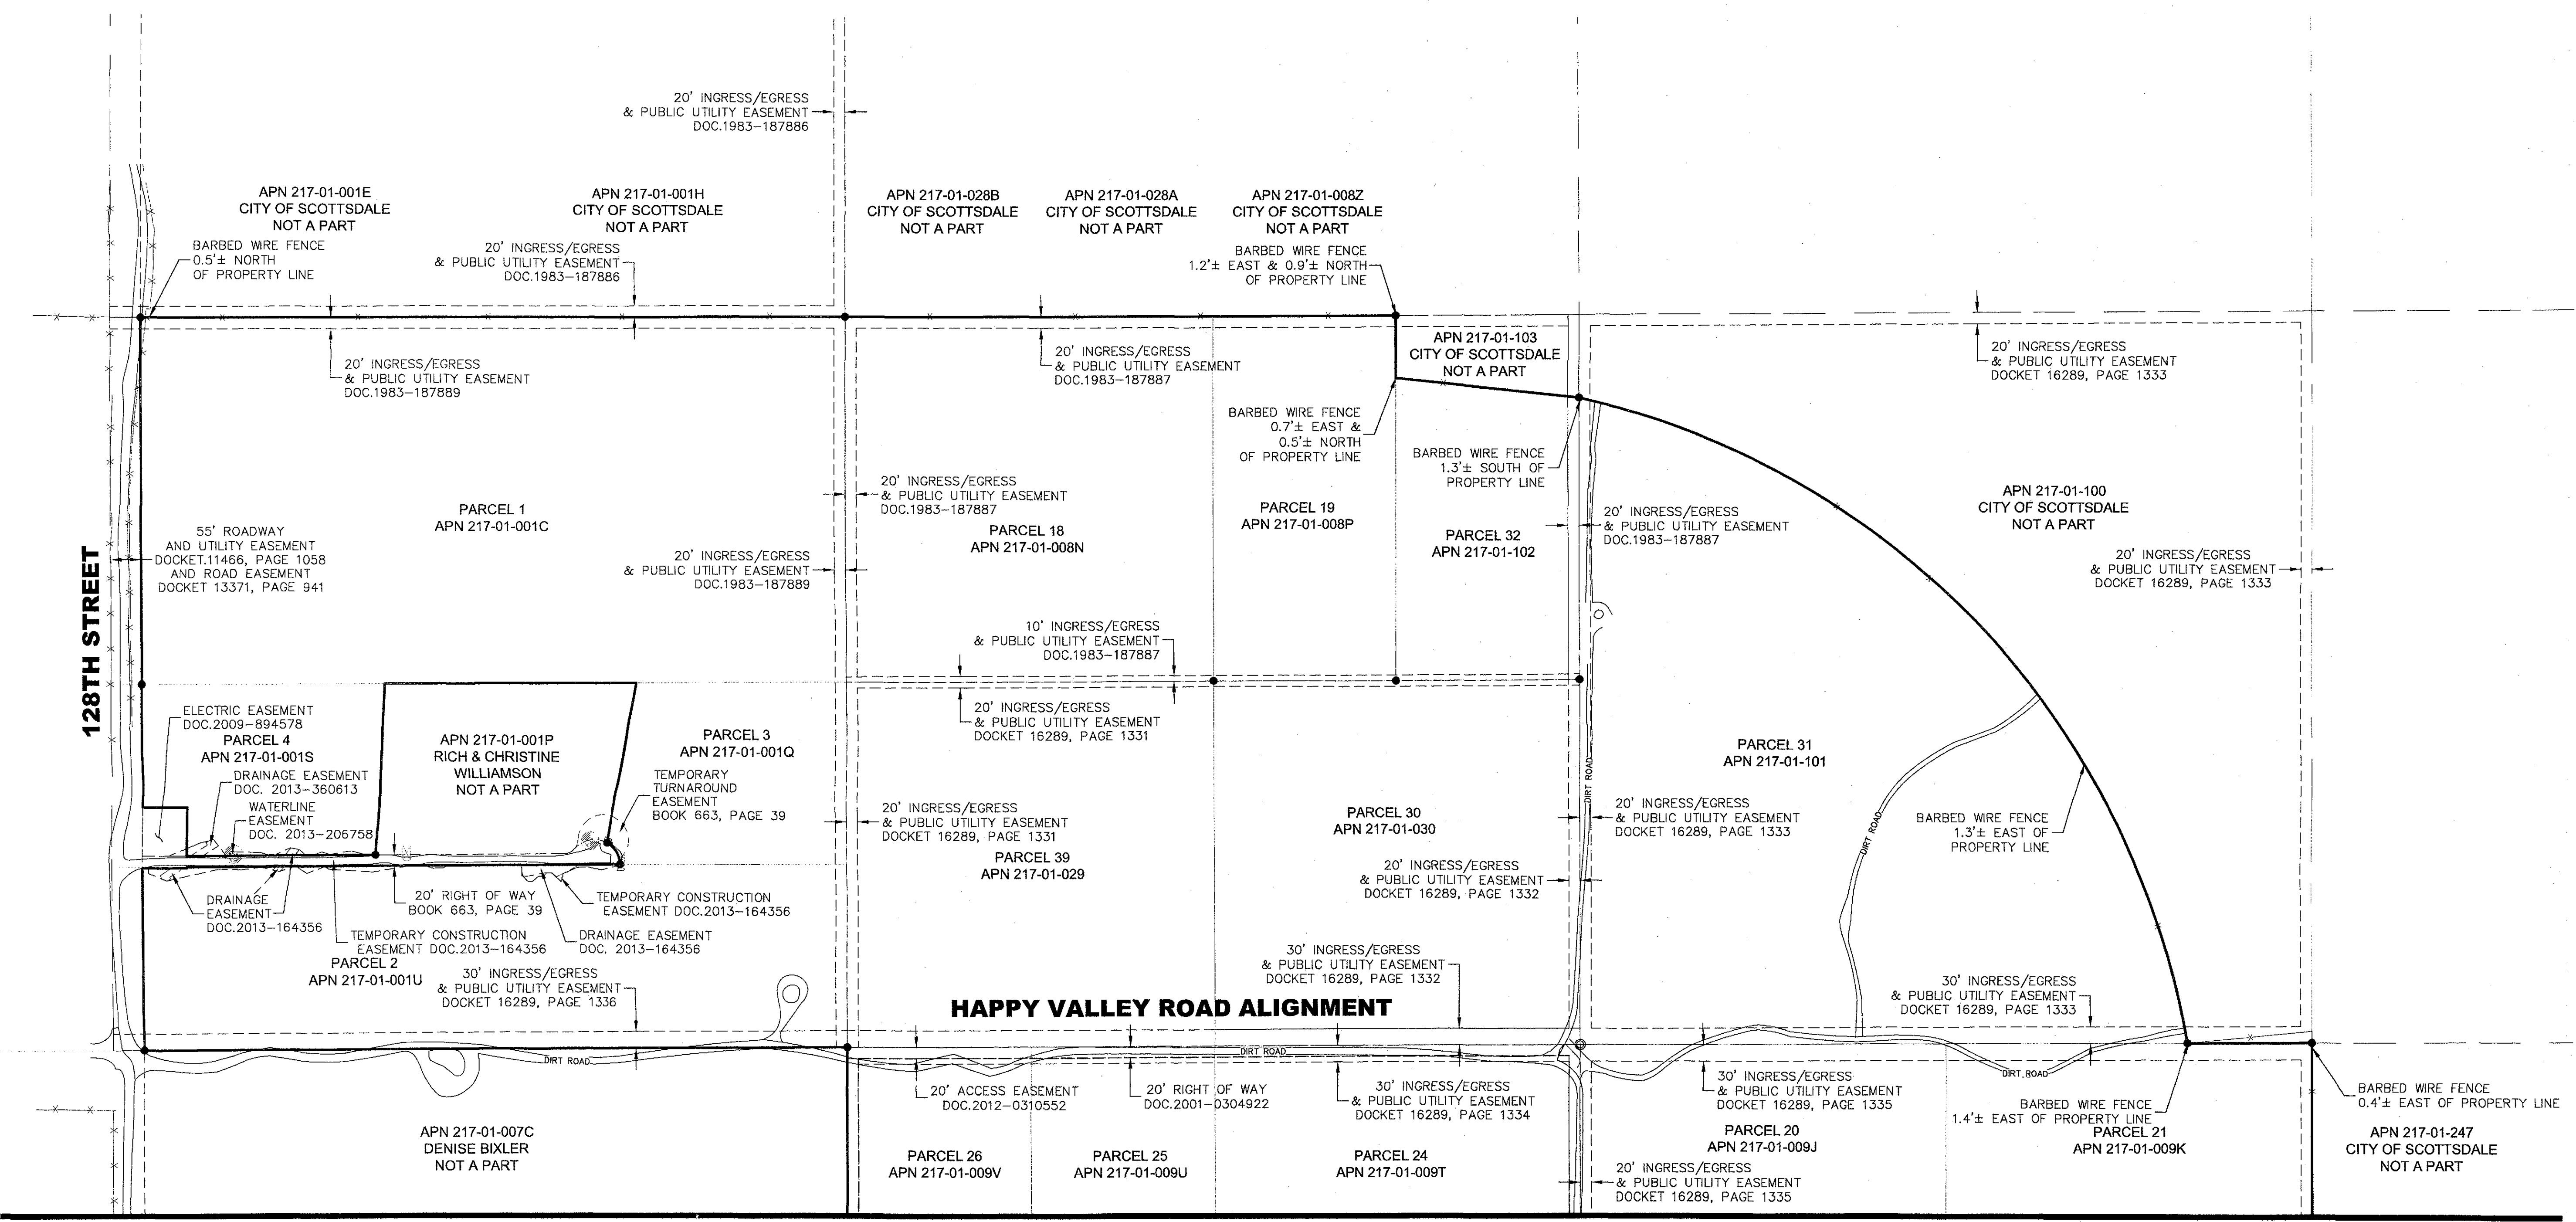 20' INGRESS/EGRESS
& PUBLIC UTILITY EASEMENT
DOC.1983-187886
APN 217-01-001E
CITY OF SCOTTSDALE
NOT A PART
APN 217-01-001H
CITY OF SCOTTSDALE
NOT A PART
APN 217-01-028B
CITY OF SCOTTSDALE
NOT A PART
APN 217-01-028A
CITY OF SCOTTSDALE
NOT A PART
APN 217-01-008Z
CITY OF SCOTTSDALE
NOT A PART
BARBED WIRE FENCE
0.5'± NORTH
OF PROPERTY LINE
20' INGRESS/EGRESS
& PUBLIC UTILITY EASEMENT
DOC.1983-187886
BARBED WIRE FENCE
1.2'± EAST & 0.9'± NORTH
OF PROPERTY LINE
20' INGRESS/EGRESS
& PUBLIC UTILITY EASEMENT
DOC.1983-187889
20' INGRESS/EGRESS
& PUBLIC UTILITY EASEMENT
DOC.1983-187887
APN 217-01-103
CITY OF SCOTTSDALE
NOT A PART
20' INGRESS/EGRESS
& PUBLIC UTILITY EASEMENT
DOCKET 16289, PAGE 1333
BARBED WIRE FENCE
0.7'± EAST &
0.5'± NORTH
OF PROPERTY LINE
BARBED WIRE FENCE
1.3'± SOUTH OF
PROPERTY LINE
PARCEL 1
APN 217-01-001C
20' INGRESS/EGRESS
& PUBLIC UTILITY EASEMENT
DOC.1983-187887
PARCEL 18
APN 217-01-008N
PARCEL 19
APN 217-01-008P
PARCEL 32
APN 217-01-102
20' INGRESS/EGRESS
& PUBLIC UTILITY EASEMENT
DOC.1983-187887
APN 217-01-100
CITY OF SCOTTSDALE
NOT A PART
55' ROADWAY
AND UTILITY EASEMENT
DOCKET.11466, PAGE 1058
AND ROAD EASEMENT
DOCKET 13371, PAGE 941
20' INGRESS/EGRESS
& PUBLIC UTILITY EASEMENT
DOC.1983-187889
20' INGRESS/EGRESS
& PUBLIC UTILITY EASEMENT
DOCKET 16289, PAGE 1333
128TH STREET
10' INGRESS/EGRESS
& PUBLIC UTILITY EASEMENT
DOC.1983-187887
20' INGRESS/EGRESS
& PUBLIC UTILITY EASEMENT
DOCKET 16289, PAGE 1331
ELECTRIC EASEMENT
DOC.2009-894578
PARCEL 4
APN 217-01-001S
DRAINAGE EASEMENT
DOC. 2013-360613
WATERLINE
EASEMENT
DOC. 2013-206758
APN 217-01-001P
RICH & CHRISTINE
WILLIAMSON
NOT A PART
PARCEL 3
APN 217-01-001Q
TEMPORARY
TURNAROUND
EASEMENT
BOOK 663, PAGE 39
20' INGRESS/EGRESS
& PUBLIC UTILITY EASEMENT
DOCKET 16289, PAGE 1331
PARCEL 39
APN 217-01-029
PARCEL 30
APN 217-01-030
20' INGRESS/EGRESS
& PUBLIC UTILITY EASEMENT
DOCKET 16289, PAGE 1332
DIRT ROAD
PARCEL 31
APN 217-01-101
20' INGRESS/EGRESS
& PUBLIC UTILITY EASEMENT
DOCKET 16289, PAGE 1333
DIRT ROAD
BARBED WIRE FENCE
1.3'± EAST OF
PROPERTY LINE
DRAINAGE
EASEMENT
DOC.2013-164356
20' RIGHT OF WAY
BOOK 663, PAGE 39
TEMPORARY CONSTRUCTION
EASEMENT DOC.2013-164356
TEMPORARY CONSTRUCTION
EASEMENT DOC.2013-164356
DRAINAGE EASEMENT
DOC. 2013-164356
PARCEL 2
APN 217-01-001U
30' INGRESS/EGRESS
& PUBLIC UTILITY EASEMENT
DOCKET 16289, PAGE 1336
30' INGRESS/EGRESS
& PUBLIC UTILITY EASEMENT
DOCKET 16289, PAGE 1332
30' INGRESS/EGRESS
& PUBLIC UTILITY EASEMENT
DOCKET 16289, PAGE 1333
HAPPY VALLEY ROAD ALIGNMENT
DIRT ROAD
DIRT ROAD
DIRT ROAD
20' ACCESS EASEMENT
DOC.2012-0310552
20' RIGHT OF WAY
DOC.2001-0304922
30' INGRESS/EGRESS
& PUBLIC UTILITY EASEMENT
DOCKET 16289, PAGE 1334
30' INGRESS/EGRESS
& PUBLIC UTILITY EASEMENT
DOCKET 16289, PAGE 1335
BARBED WIRE FENCE
1.4'± EAST OF PROPERTY LINE
BARBED WIRE FENCE
0.4'± EAST OF PROPERTY LINE
APN 217-01-007C
DENISE BIXLER
NOT A PART
PARCEL 26
APN 217-01-009V
PARCEL 25
APN 217-01-009U
PARCEL 24
APN 217-01-009T
PARCEL 20
APN 217-01-009J
20' INGRESS/EGRESS
& PUBLIC UTILITY EASEMENT
DOCKET 16289, PAGE 1335
PARCEL 21
APN 217-01-009K
APN 217-01-247
CITY OF SCOTTSDALE
NOT A PART